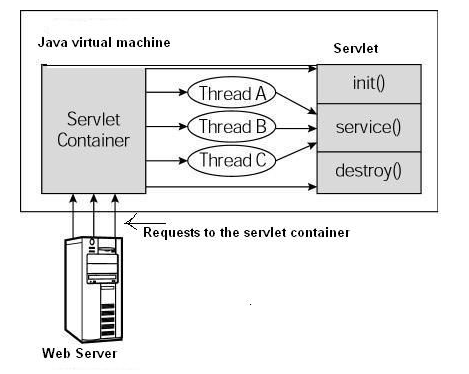 Java virtual machine
Servlet
Servlet
Container
Thread A
Thread B
Thread C
init()
service()
destroy()
Requests to the servlet container
Web Server